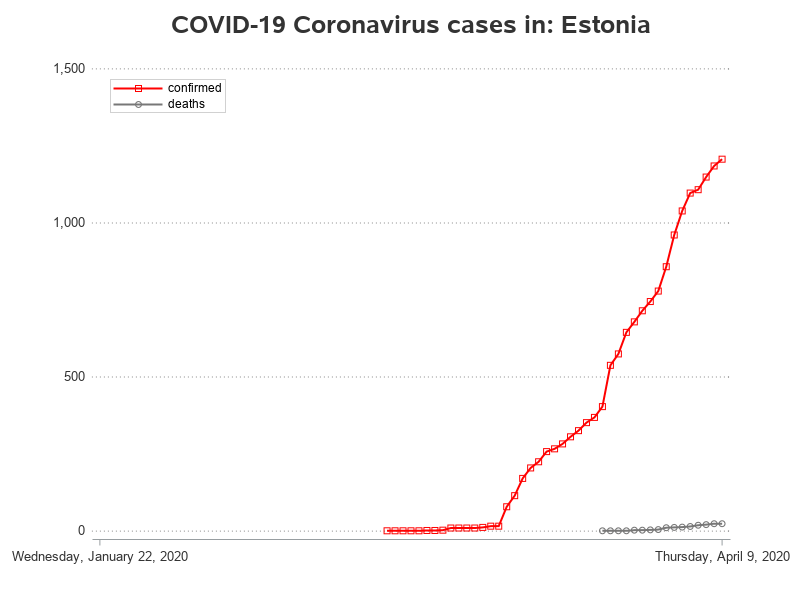 COVID-19 Coronavirus cases in: Estonia
1,500
confirmed
deaths
1,000
500
0
Wednesday, January 22, 2020 Thursday, April 9, 2020